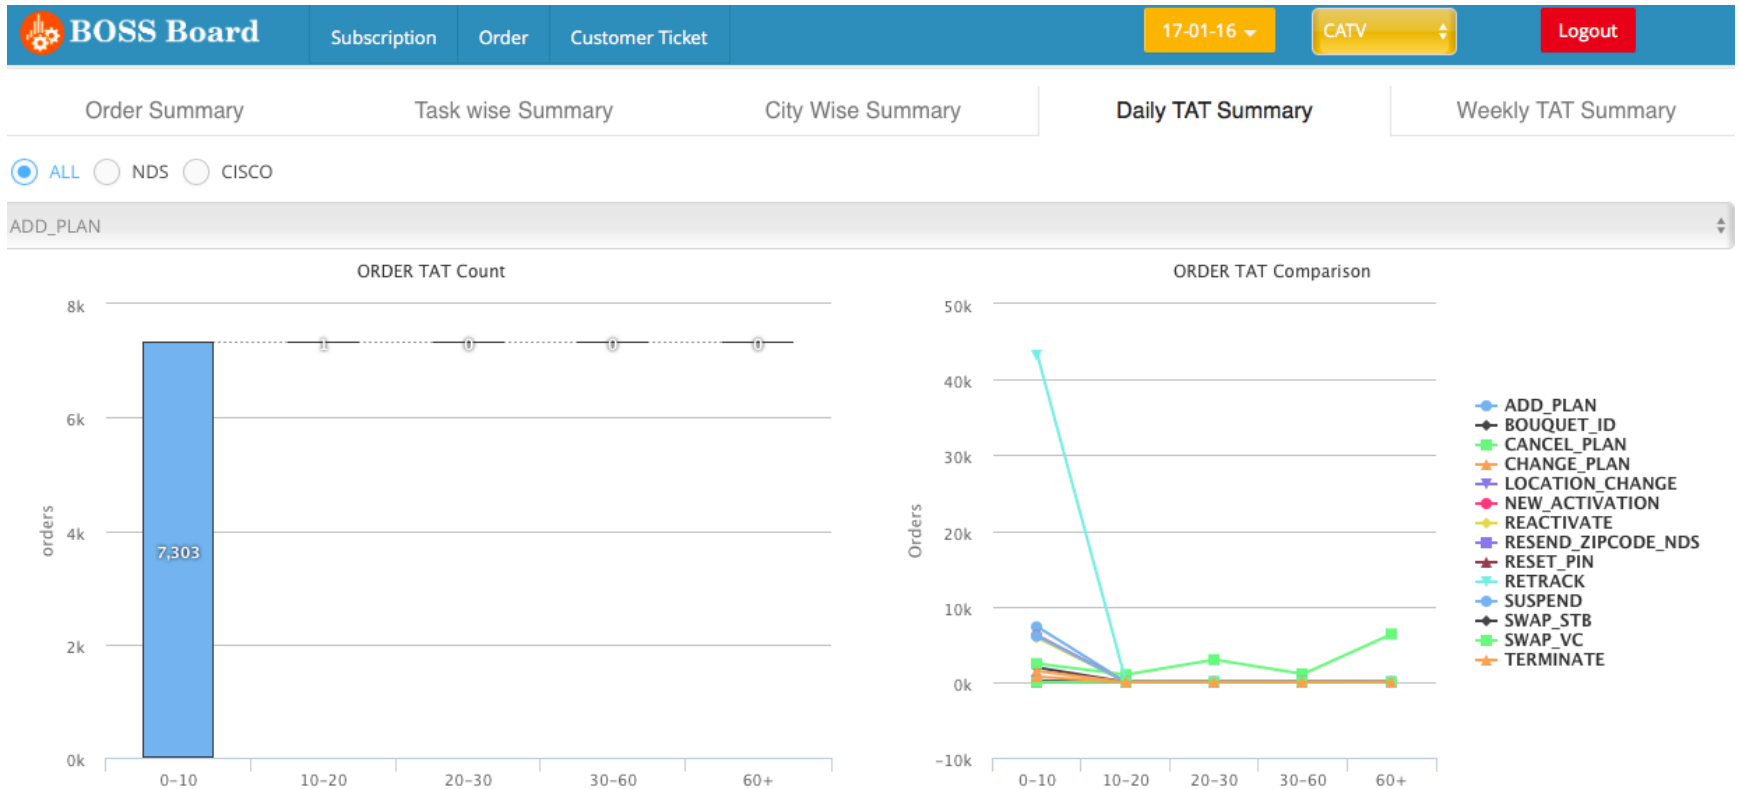 BOSS Board Subscription Order Customer Ticket 17-01-16 CATV Logout
Order Summary Task wise Summary City Wise Summary Daily TAT Summary Weekly TAT Summary
ALL NDS CISCO
ADD_PLAN
ORDER TAT Count
8k
6k
4k
2k
0k
orders
7,303
1 0 0 0
0-10 10-20 20-30 30-60 60+
ORDER TAT Comparison
50k
40k
30k
20k
10k
0k
-10k
Orders
0-10 10-20 20-30 30-60 60+
ADD_PLAN
BOUQUET_ID
CANCEL_PLAN
CHANGE_PLAN
LOCATION_CHANGE
NEW_ACTIVATION
REACTIVATE
RESEND_ZIPCODE_NDS
RESET_PIN
RETRACK
SUSPEND
SWAP_STB
SWAP_VC
TERMINATE